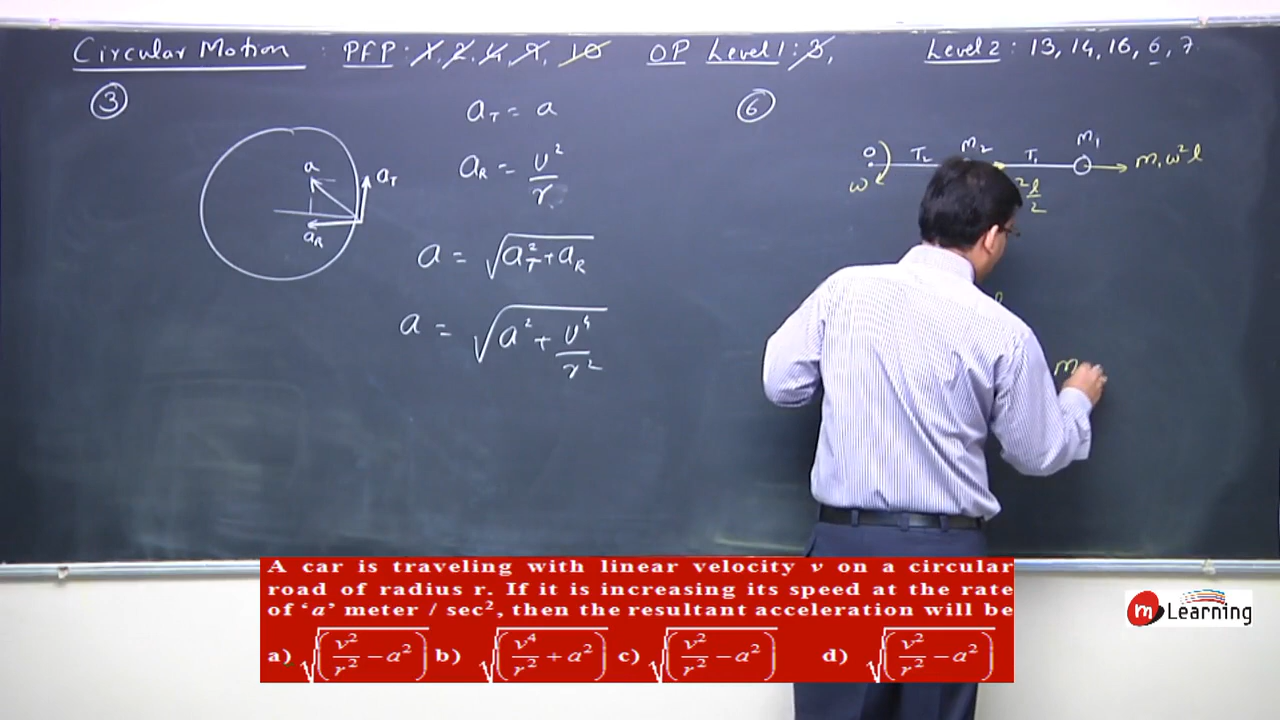 Circular Motion : PFP : 1, 2, 4, 9, 10 OP Level 1 : 3, Level 2 : 13, 14, 16, 6, 7
③
a
a_T
a_R
a_T = a
a_R = v²/r
a = √(a_T² + a_R)
a = √(a² + v⁴/r²)
⑥
O T₂ m₂ T₁ m₁ m₁ω²l
ω
² l/2
l
m
A car is traveling with linear velocity v on a circular
road of radius r. If it is increasing its speed at the rate
of ‘a’ meter / sec², then the resultant acceleration will be
a) √(v²/r² − a²) b) √(v⁴/r² + a²) c) √(v²/r² − a²) d) √(v²/r² − a²)
m Learning